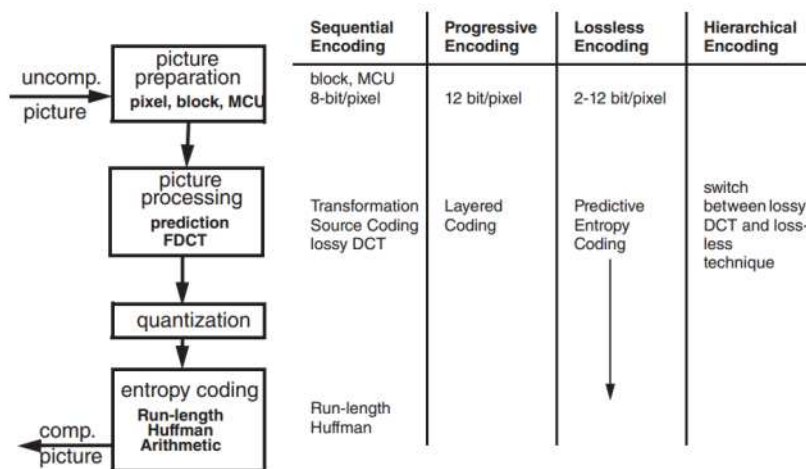 uncomp.
picture
picture
preparation
pixel, block, MCU
picture
processing
prediction
FDCT
quantization
entropy coding
Run-length
Huffman
Arithmetic
comp.
picture
Sequential
Encoding
block, MCU
8-bit/pixel
Transformation
Source Coding
lossy DCT
Run-length
Huffman
Progressive
Encoding
12 bit/pixel
Layered
Coding
Lossless
Encoding
2-12 bit/pixel
Predictive
Entropy
Coding
Hierarchical
Encoding
switch
between lossy
DCT and loss-
less
technique